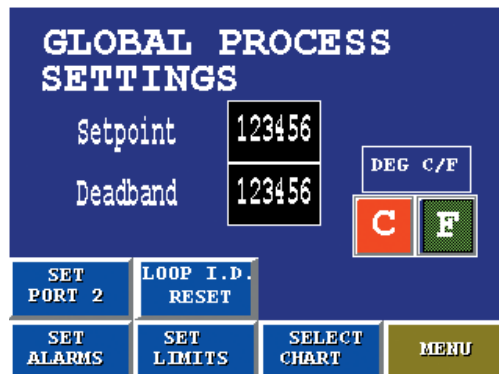 GLOBAL PROCESS
SETTINGS
Setpoint 123456
Deadband 123456
DEG C/F
C F
SET
PORT 2
LOOP I.D.
RESET
SET
ALARMS
SET
LIMITS
SELECT
CHART
MENU